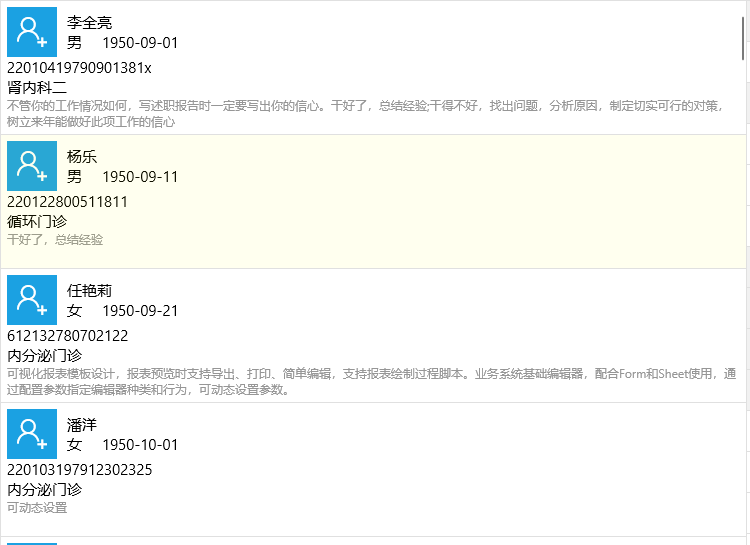 李全亮
男 1950-09-01
22010419790901381x
肾内科二
不管你的工作情况如何，写述职报告时一定要写出你的信心。干好了，总结经验;干得不好，找出问题，分析原因，制定切实可行的对策，
树立来年能做好此项工作的信心
杨乐
男 1950-09-11
220122800511811
循环门诊
干好了，总结经验
任艳莉
女 1950-09-21
612132780702122
内分泌门诊
可视化报表模板设计，报表预览时支持导出、打印、简单编辑，支持报表绘制过程脚本。业务系统基础编辑器，配合Form和Sheet使用，通
过配置参数指定编辑器种类和行为，可动态设置参数。
潘洋
女 1950-10-01
220103197912302325
内分泌门诊
可动态设置